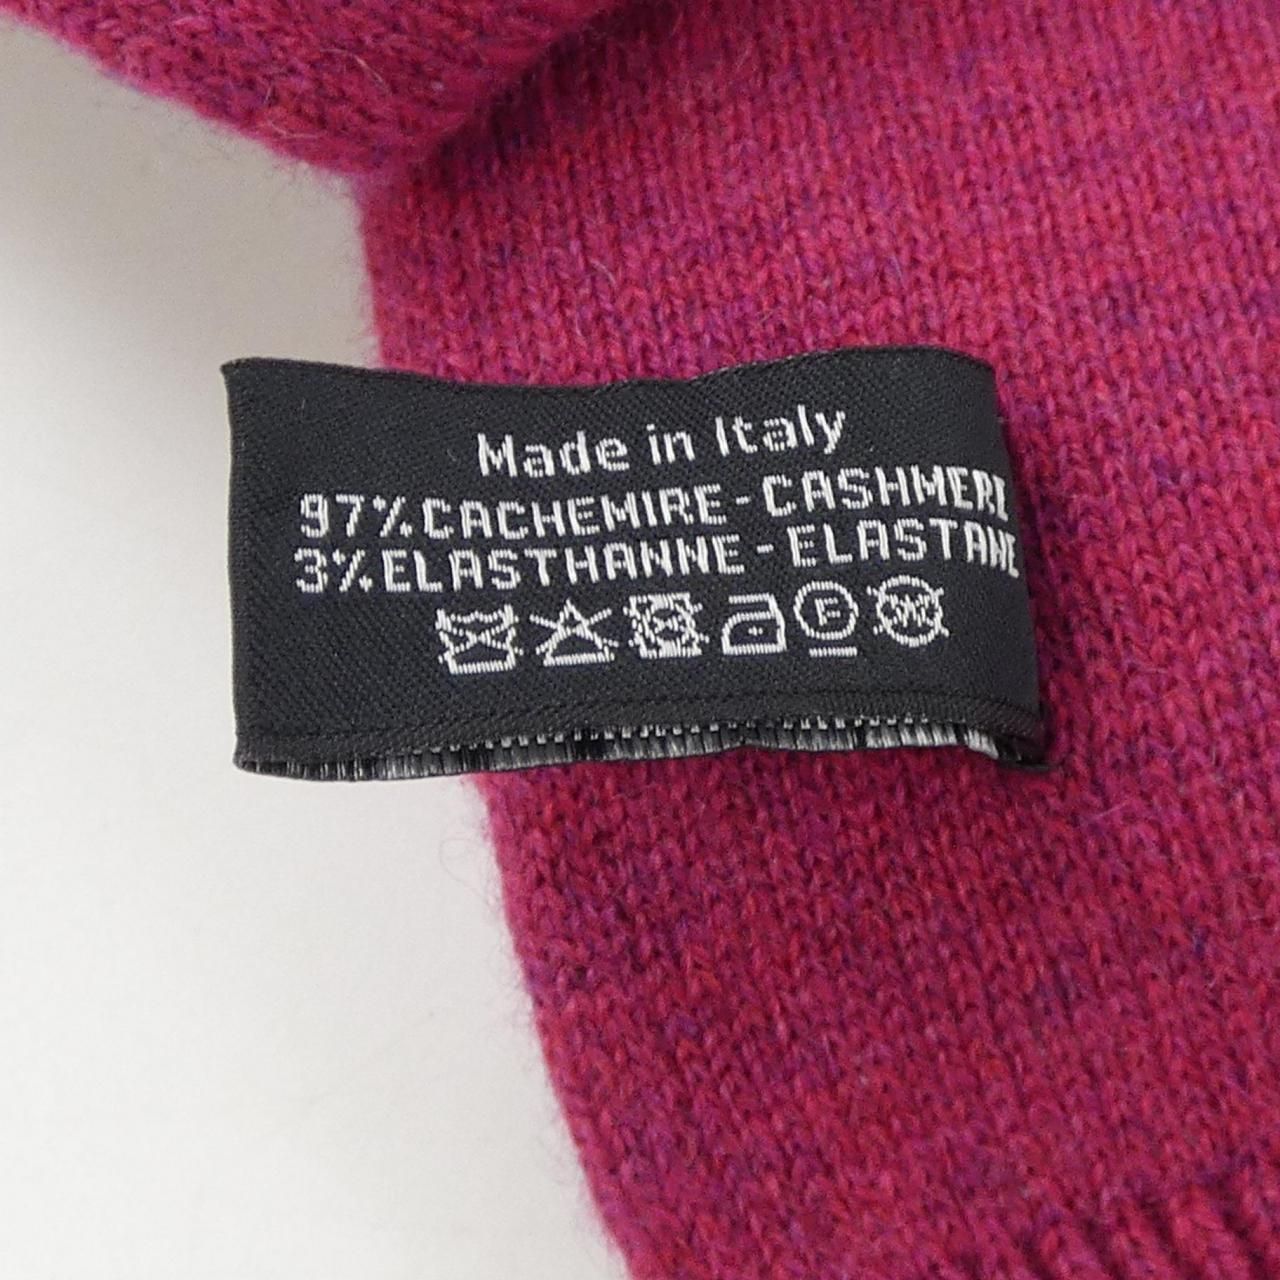 Made in Italy
97% CACHEMIRE - CASHMERE
3% ELASTHANNE - ELASTANE
F
W